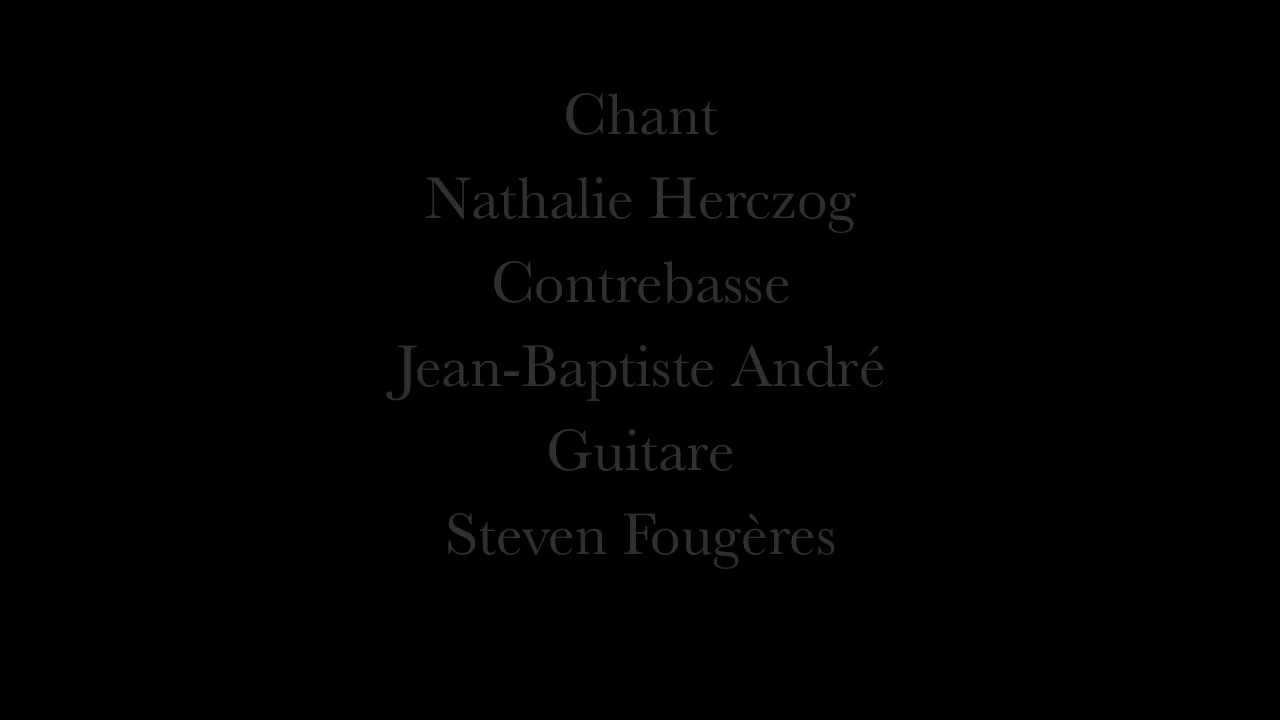 Chant
Nathalie Herczog
Contrebasse
Jean-Baptiste André
Guitare
Steven Fougères